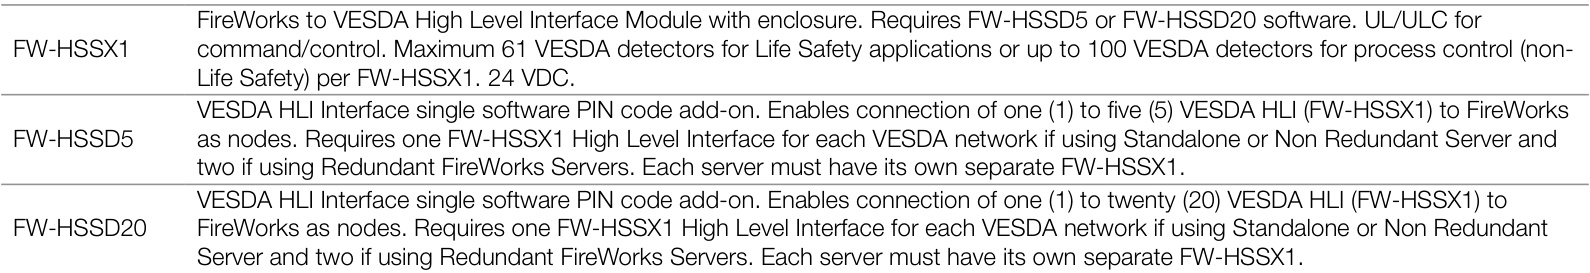 FireWorks to VESDA High Level Interface Module with enclosure. Requires FW-HSSD5 or FW-HSSD20 software. UL/ULC for
FW-HSSX1 command/control. Maximum 61 VESDA detectors for Life Safety applications or up to 100 VESDA detectors for process control (non-
Life Safety) per FW-HSSX1. 24 VDC.
VESDA HLI Interface single software PIN code add-on. Enables connection of one (1) to five (5) VESDA HLI (FW-HSSX1) to FireWorks
FW-HSSD5 as nodes. Requires one FW-HSSX1 High Level Interface for each VESDA network if using Standalone or Non Redundant Server and
two if using Redundant FireWorks Servers. Each server must have its own separate FW-HSSX1.
VESDA HLI Interface single software PIN code add-on. Enables connection of one (1) to twenty (20) VESDA HLI (FW-HSSX1) to
FW-HSSD20 FireWorks as nodes. Requires one FW-HSSX1 High Level Interface for each VESDA network if using Standalone or Non Redundant
Server and two if using Redundant FireWorks Servers. Each server must have its own separate FW-HSSX1.